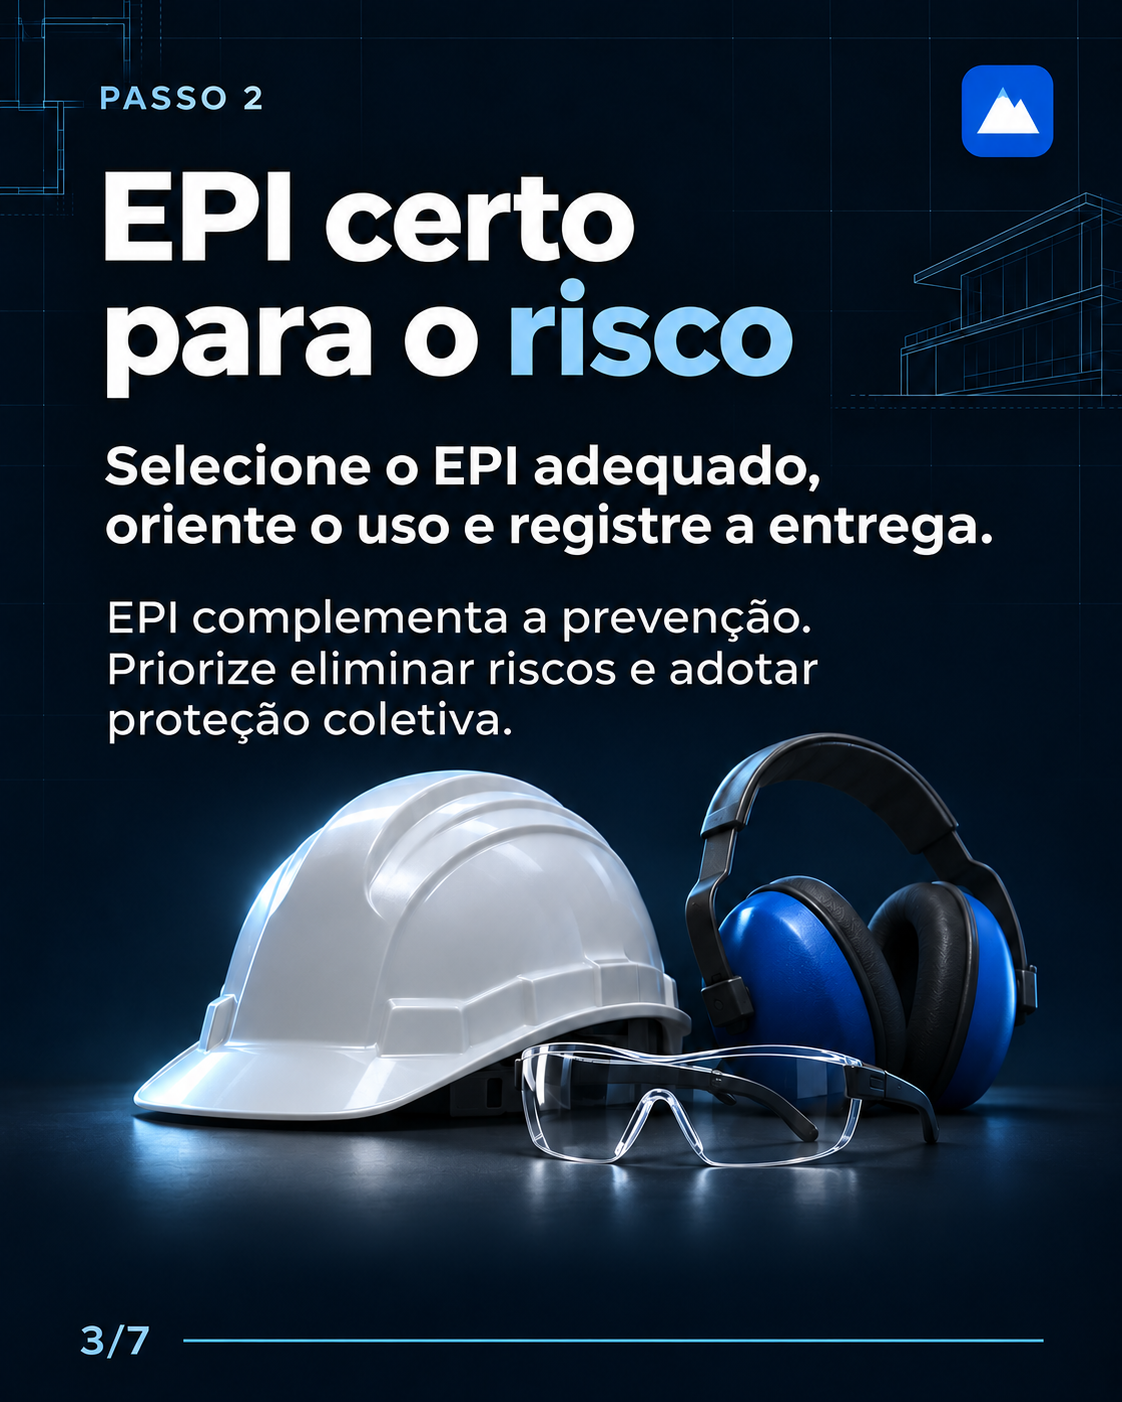 PASSO 2
EPI certo
para o risco
Selecione o EPI adequado,
oriente o uso e registre a entrega.
EPI complementa a prevenção.
Priorize eliminar riscos e adotar
proteção coletiva.
3/7